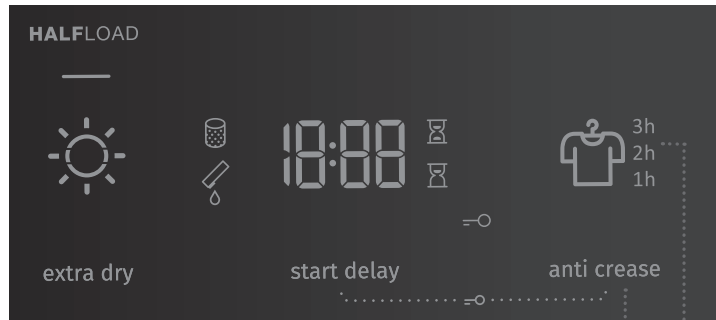 HALFLOAD
18:88
3h
2h
1h
extra dry
start delay
anti crease